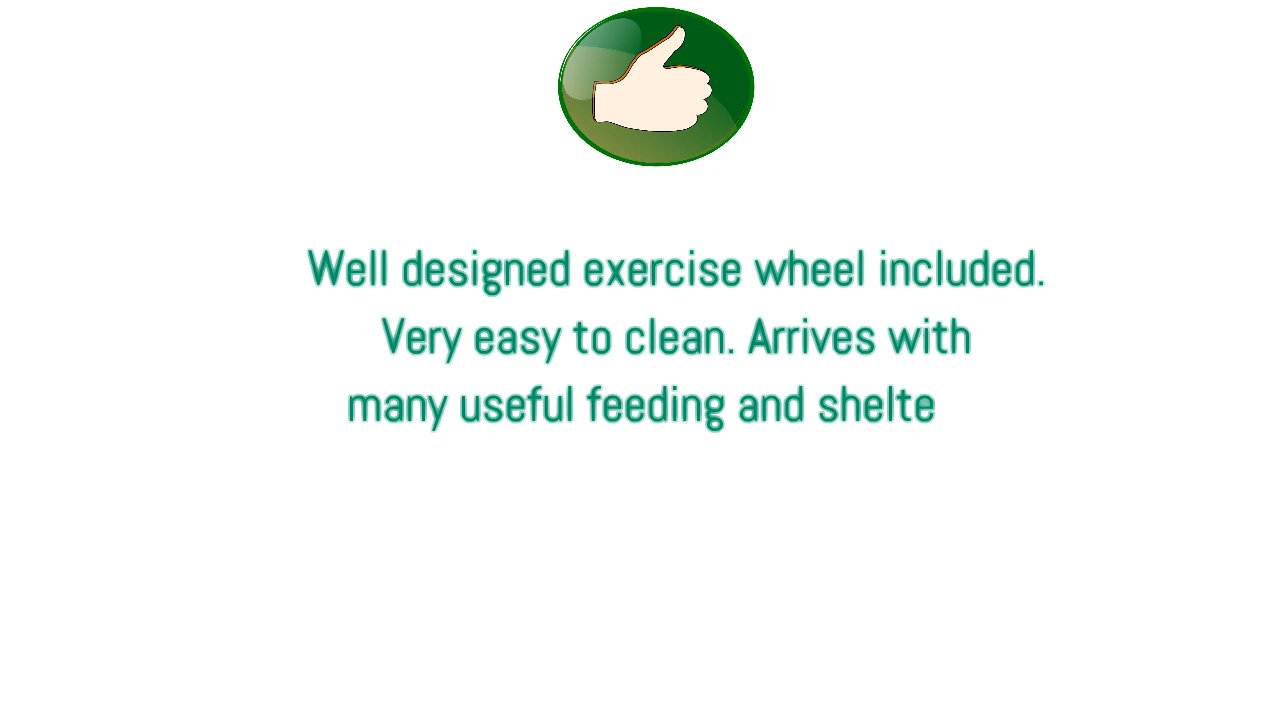 Well designed exercise wheel included.
Very easy to clean. Arrives with
many useful feeding and shelte